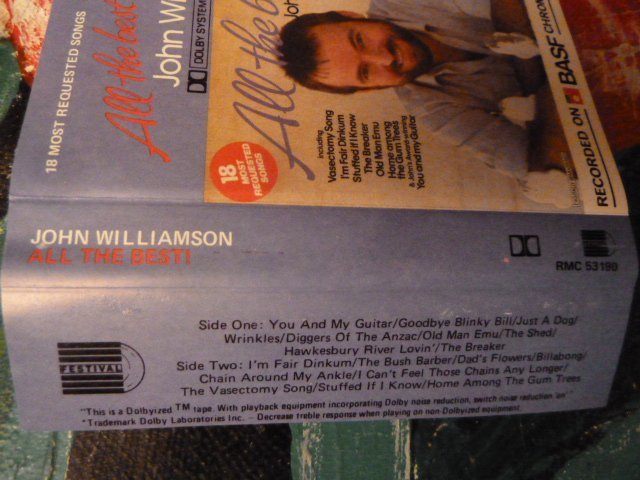 18 MOST REQUESTED SONGS
All the best
John Wi
DOLBY SYSTEM
All the b
Joh
including
Vasectomy Song
I'm Fair Dinkum
Stuffed If I Know
The Breaker
Old Man Emu
Home among
the Gum Trees
& John's Award winning
You and my Guitar
18
MOST
REQUESTED
SONGS
RECORDED ON BASF CHROM
JOHN WILLIAMSON
ALL THE BEST!
RMC 53199
FESTIVAL
Side One: You And My Guitar/Goodbye Blinky Bill/Just A Dog/
Wrinkles/Diggers Of The Anzac/Old Man Emu/The Shed/
Hawkesbury River Lovin'/The Breaker
Side Two: I'm Fair Dinkum/The Bush Barber/Dad's Flowers/Billabong/
Chain Around My Ankle/I Can't Feel Those Chains Any Longer/
The Vasectomy Song/Stuffed If I Know/Home Among The Gum Trees
"This is a Dolbyized TM tape. With playback equipment incorporating Dolby noise reduction, switch noise reduction 'on'"
*Trademark Dolby Laboratories Inc. – Decrease treble response when playing on non-Dolbyized equipment.